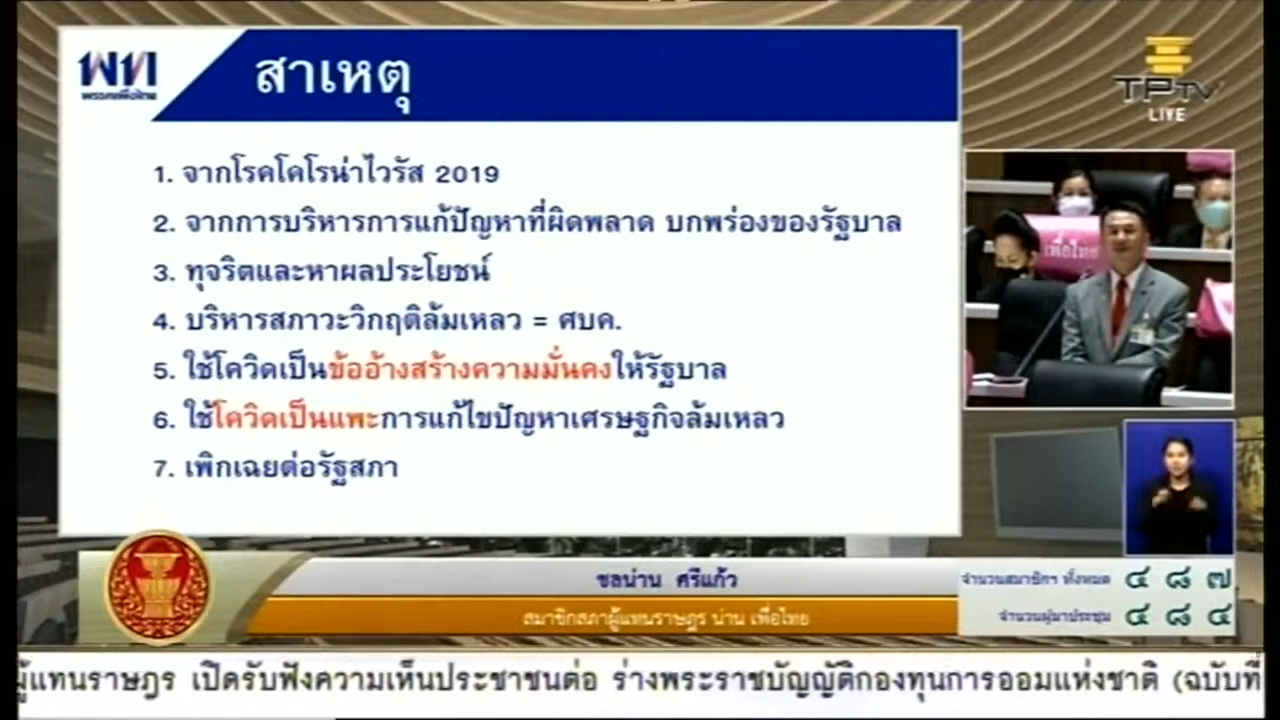 พท
พรรคเพื่อไทย
สาเหตุ
TPTV
LIVE
1. จากโรคโคโรน่าไวรัส 2019
2. จากการบริหารการแก้ปัญหาที่ผิดพลาด บกพร่องของรัฐบาล
3. ทุจริตและหาผลประโยชน์
4. บริหารสภาวะวิกฤติล้มเหลว = ศบค.
5. ใช้โควิดเป็นข้ออ้างสร้างความมั่นคงให้รัฐบาล
6. ใช้โควิดเป็นแพะการแก้ไขปัญหาเศรษฐกิจล้มเหลว
7. เพิกเฉยต่อรัฐสภา
เพื่อไทย
ชลน่าน ศรีแก้ว
สมาชิกสภาผู้แทนราษฎร น่าน เพื่อไทย
จำนวนสมาชิกฯ ทั้งหมด ๔ ๘ ๗
จำนวนผู้มาประชุม ๔ ๘ ๔
ผู้แทนราษฎร เปิดรับฟังความเห็นประชาชนต่อ ร่างพระราชบัญญัติกองทุนการออมแห่งชาติ (ฉบับที่